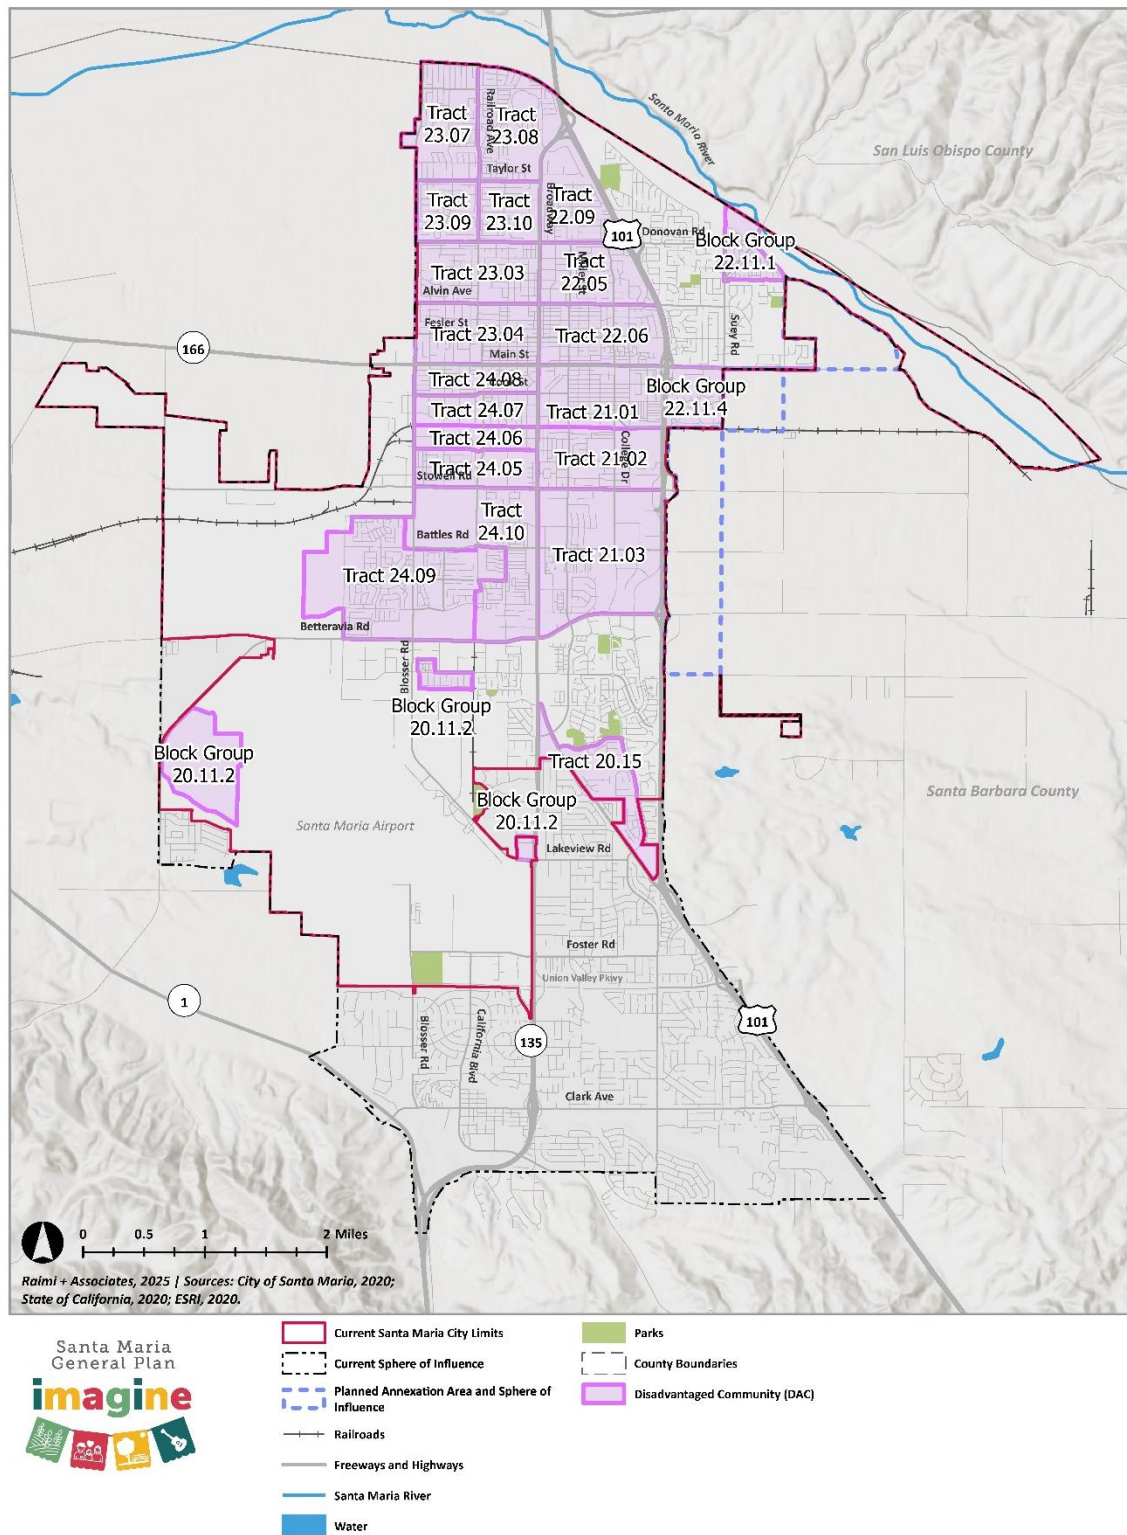 Santa Maria River
San Luis Obispo County
Tract
23.07
Railroad Ave
Tract
23.08
Taylor St
Tract
23.09
Tract
23.10
Broadway
Tract
22.09
101
Donovan Rd
Block Group
22.11.1
Tract 23.03
Tract
22.05
Miller St
Alvin Ave
Fesler St
Tract 23.04
Tract 22.06
Suey Rd
166
Main St
Tract 24.08
Cook St
Block Group
22.11.4
Tract 24.07
Tract 21.01
Tract 24.06
College Dr
Tract 24.05
Tract 21.02
Stowell Rd
Tract
24.10
Battles Rd
Tract 21.03
Tract 24.09
Betteravia Rd
Blosser Rd
Block Group
20.11.2
Block Group
20.11.2
Tract 20.15
Block Group
20.11.2
Santa Barbara County
Santa Maria Airport
Lakeview Rd
Foster Rd
Union Valley Pkwy
1
Blosser Rd
California Blvd
135
101
Clark Ave
0 0.5 1 2 Miles
Raimi + Associates, 2025 | Sources: City of Santa Maria, 2020;
State of California, 2020; ESRI, 2020.
Santa Maria
General Plan
imagine
Current Santa Maria City Limits
Current Sphere of Influence
Planned Annexation Area and Sphere of
Influence
Railroads
Freeways and Highways
Santa Maria River
Water
Parks
County Boundaries
Disadvantaged Community (DAC)